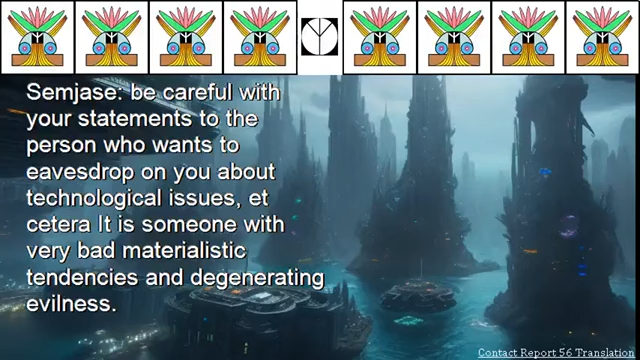 Semjase: be careful with
your statements to the
person who wants to
eavesdrop on you about
technological issues, et
cetera It is someone with
very bad materialistic
tendencies and degenerating
evilness.
Contact Report 56 Translation